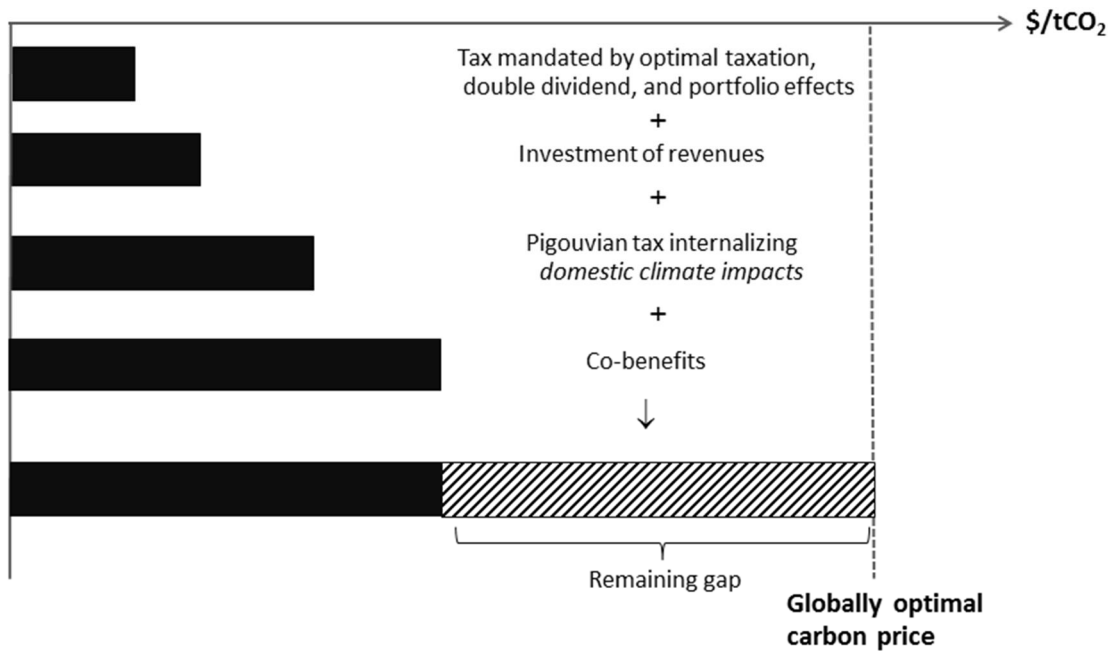 $/tCO₂
Tax mandated by optimal taxation,
double dividend, and portfolio effects
+
Investment of revenues
+
Pigouvian tax internalizing
domestic climate impacts
+
Co-benefits
↓
Remaining gap
Globally optimal
carbon price